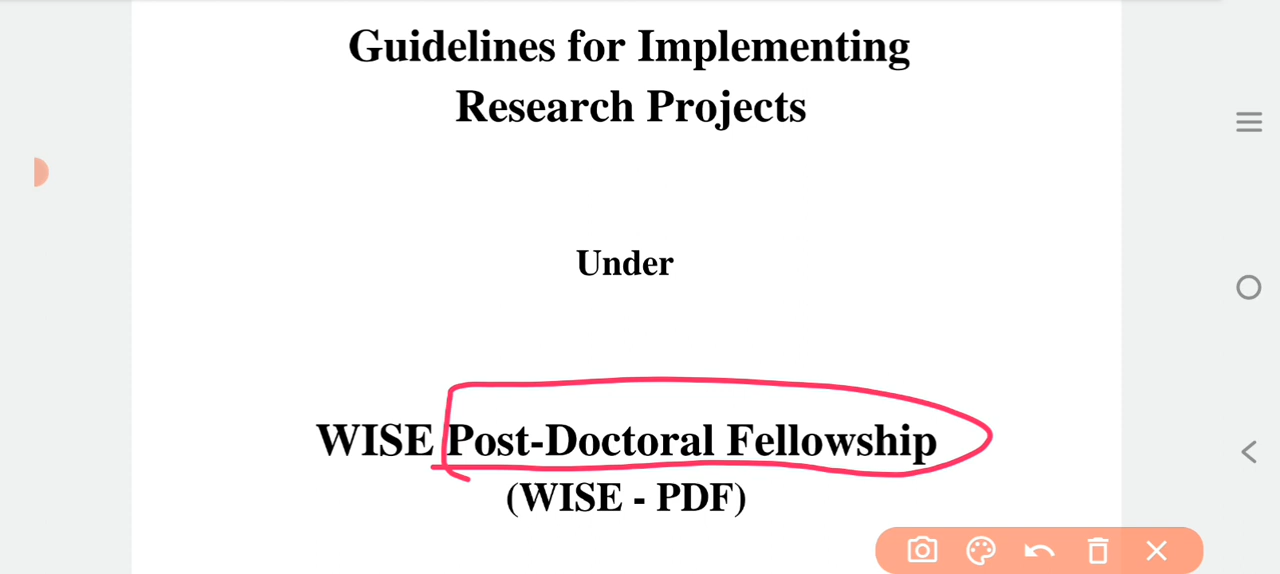 Guidelines for Implementing
Research Projects
Under
WISE Post-Doctoral Fellowship
(WISE - PDF)